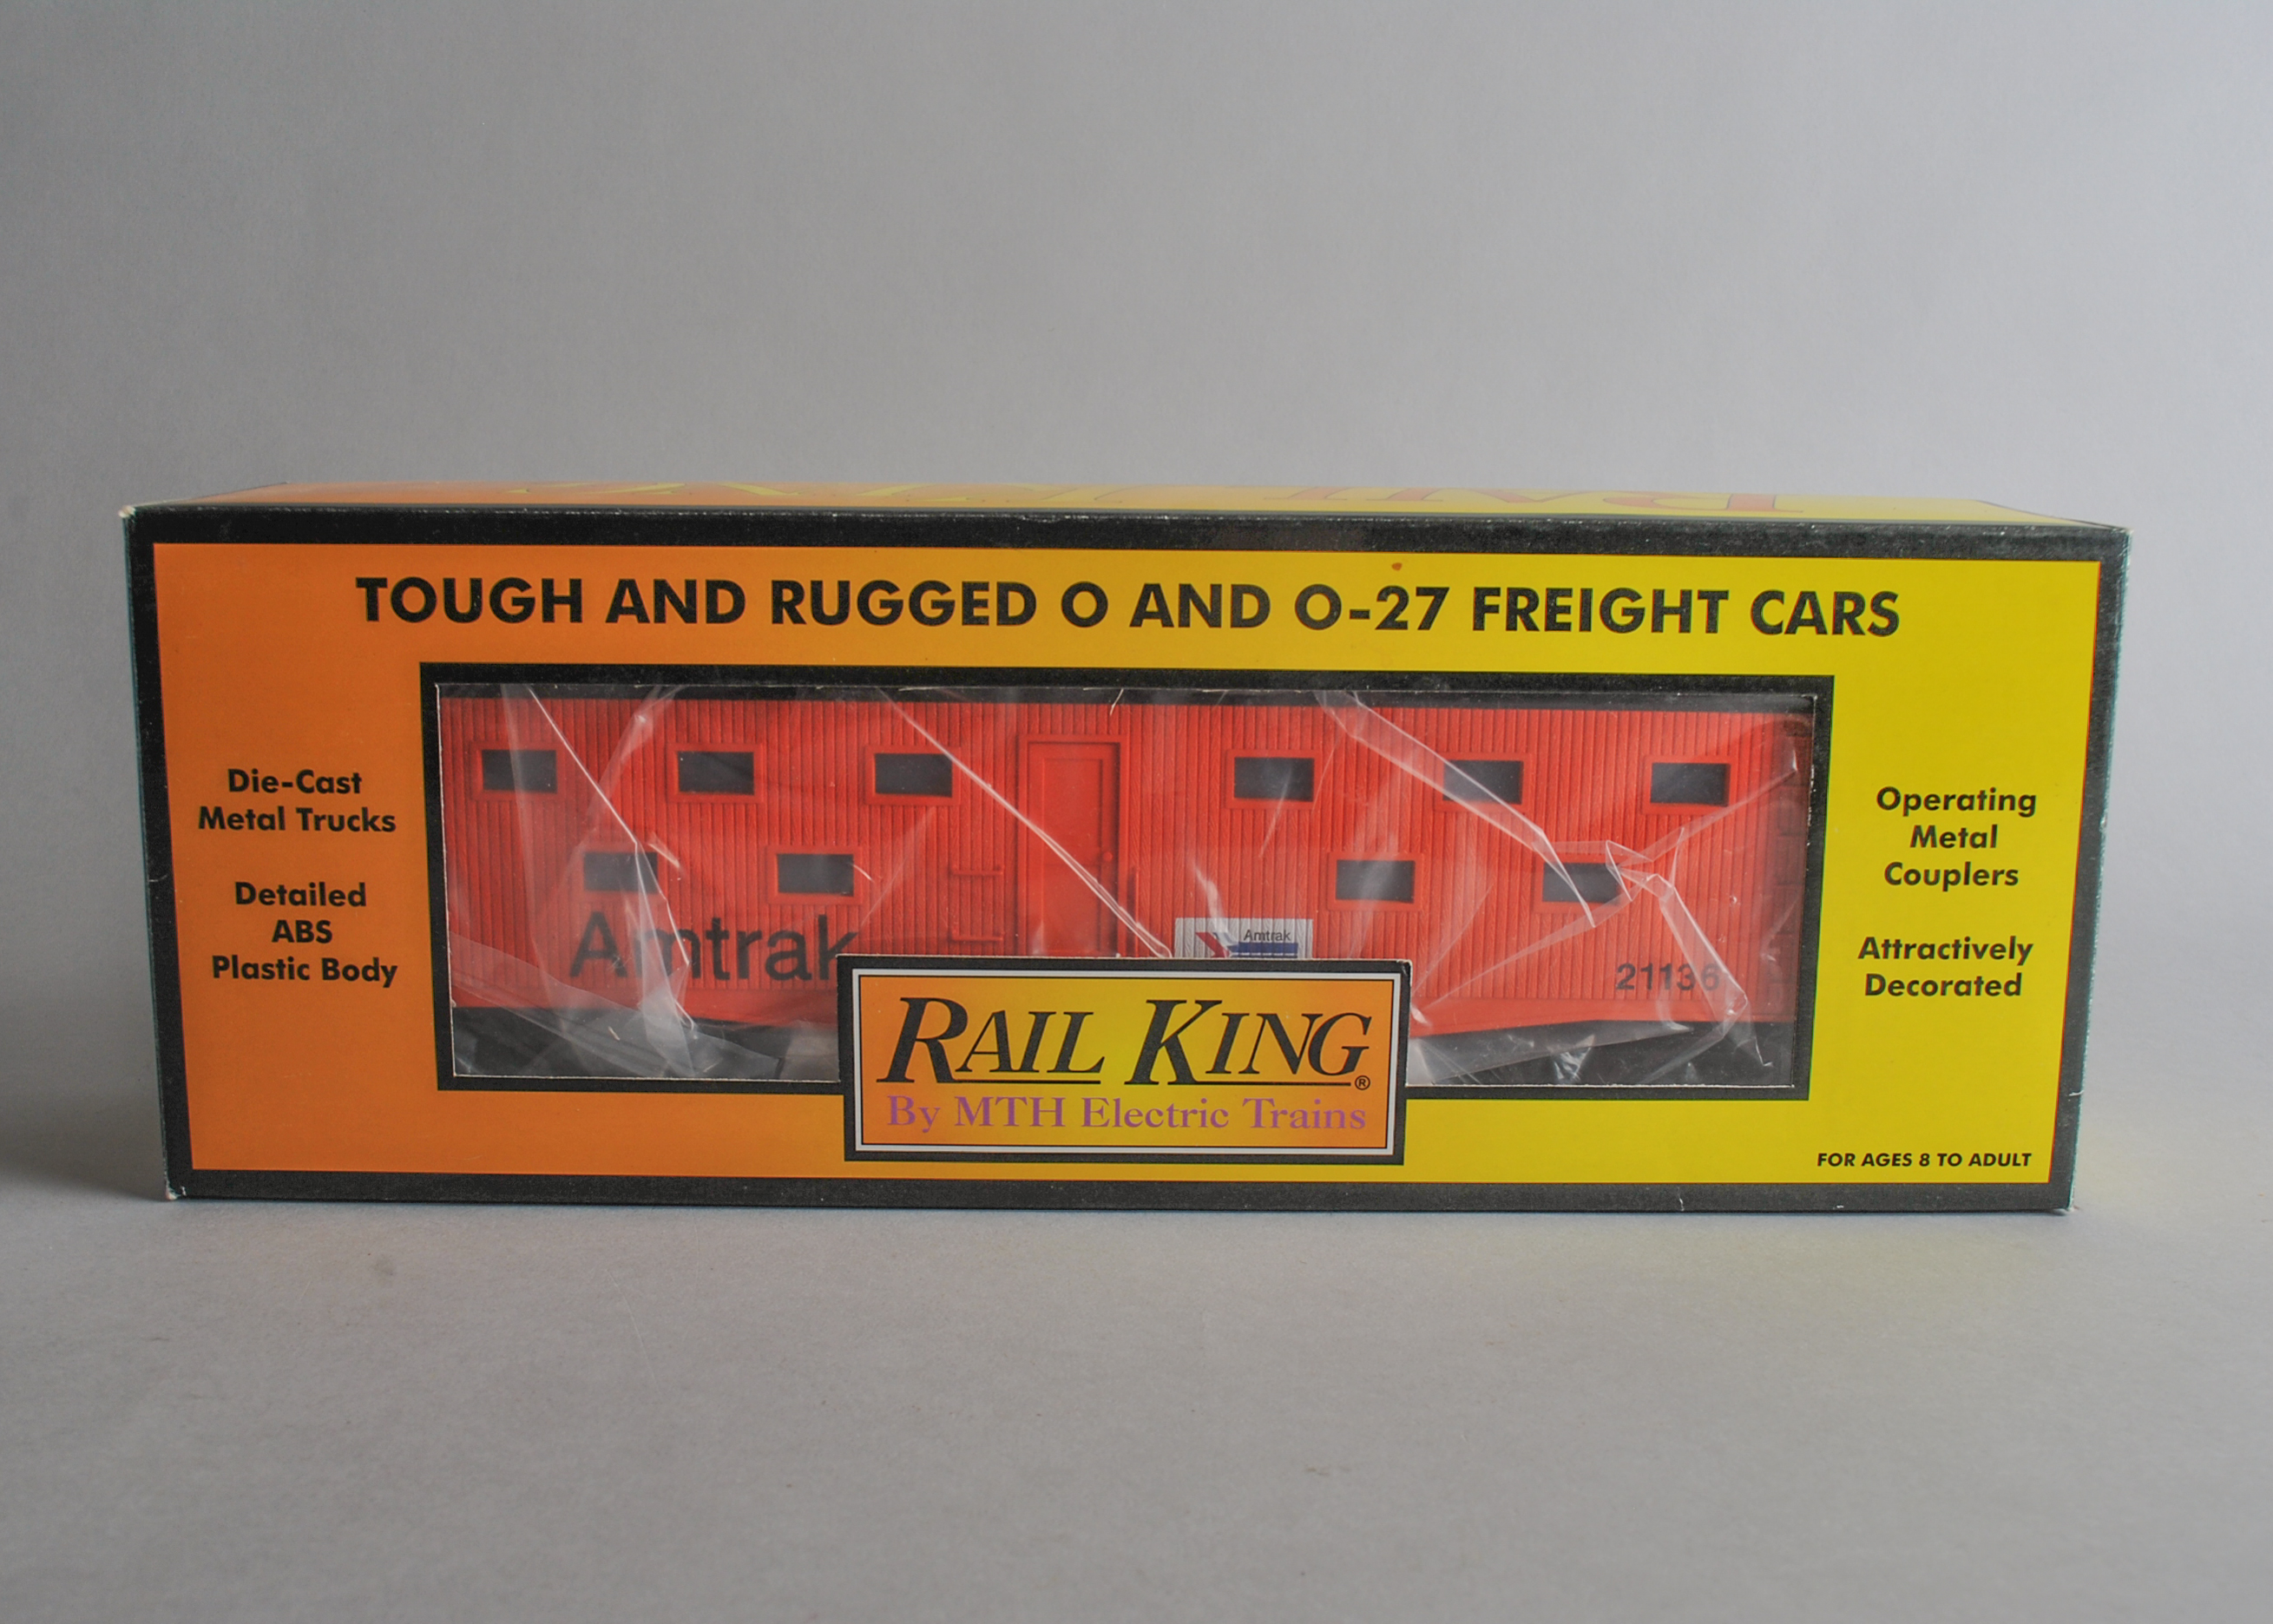 TOUGH AND RUGGED O AND O-27 FREIGHT CARS
Die-Cast
Metal Trucks
Detailed
ABS
Plastic Body
Amtrak
Amtrak
21136
Operating
Metal
Couplers
Attractively
Decorated
RAIL KING®
By MTH Electric Trains
FOR AGES 8 TO ADULT